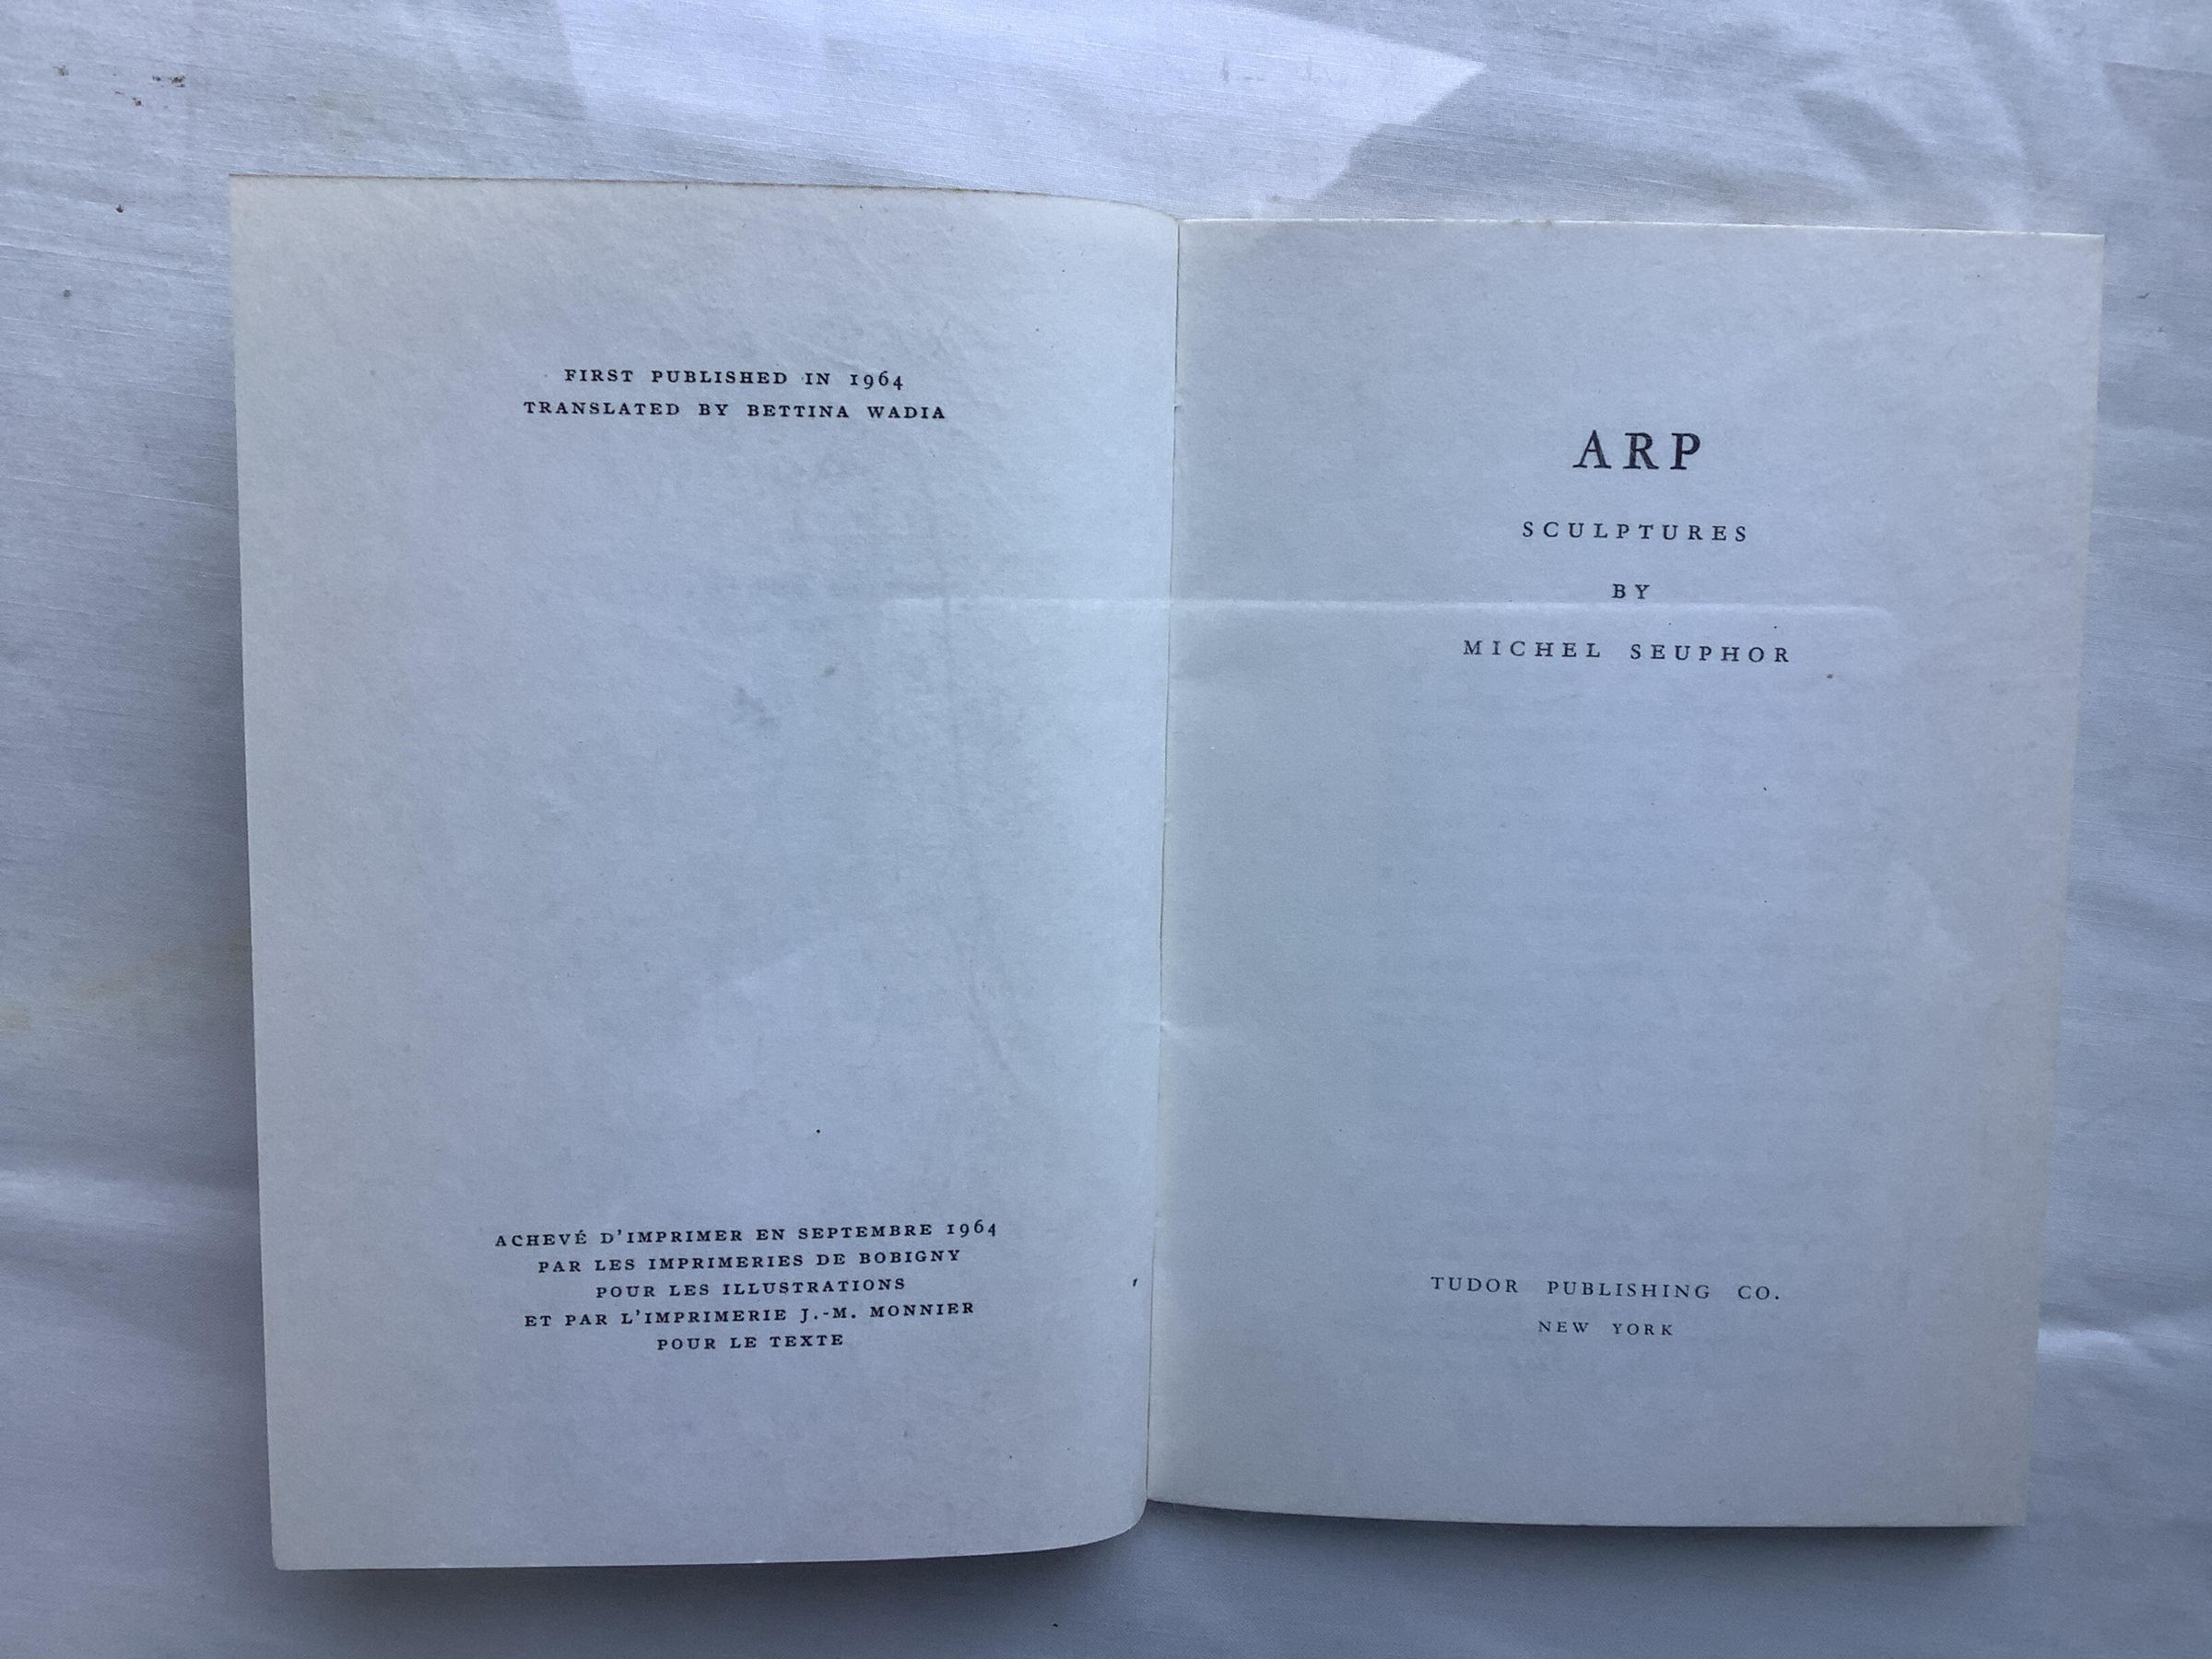 FIRST PUBLISHED IN 1964
TRANSLATED BY BETTINA WADIA
ACHEVÉ D'IMPRIMER EN SEPTEMBRE 1964
PAR LES IMPRIMERIES DE BOBIGNY
POUR LES ILLUSTRATIONS
ET PAR L'IMPRIMERIE J.-M. MONNIER
POUR LE TEXTE
ARP
SCULPTURES
BY
MICHEL SEUPHOR
TUDOR PUBLISHING CO.
NEW YORK